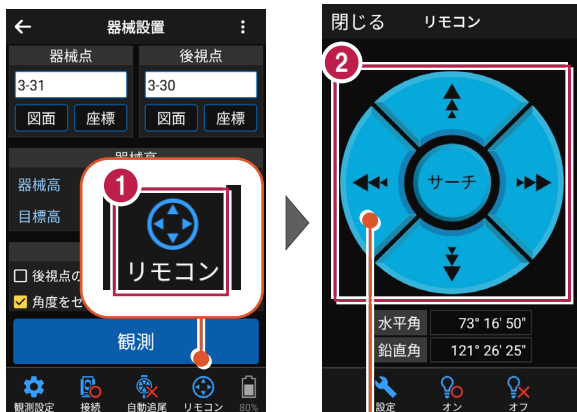 器械設置
器械点
後視点
3-31
3-30
図面
座標
図面
座標
器械高
器械高
目標高
1
リモコン
後視点の
角度をセ
観測
観測設定
接続
自動追尾
リモコン
80%
閉じる
リモコン
2
サーチ
水平角
73° 16' 50"
鉛直角
121° 26' 25"
設定
オン
オフ